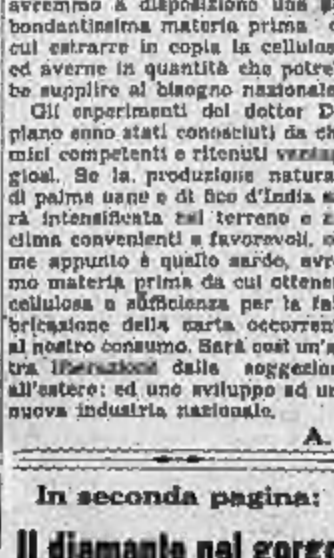 avremmo a disposizione una
bondantissima materia prima
cui estrarre in copia la cellulos
ed averne in quantità che potre
be supplire al bisogno nazionale
Gli esperimenti del dottor D
piano sono stati conosciuti da
mici competenti e ritenuti
giosi. Se la produzione natura
di palma nane e di fico d'India
rà intensificata nel terreno e
clima convenienti e favorevoli,
me appunto è quello sardo, avre
mo materia prima da cui ottene
cellulosa a sufficienza per la fa
bricazione della carta occorren
al nostro consumo. Sarà così un'a
tra liberazione dalla soggezion
all'estero; ed uno sviluppo ad un
nuova industria nazionale.
A.
In seconda pagina:
Il diamante nel gorg